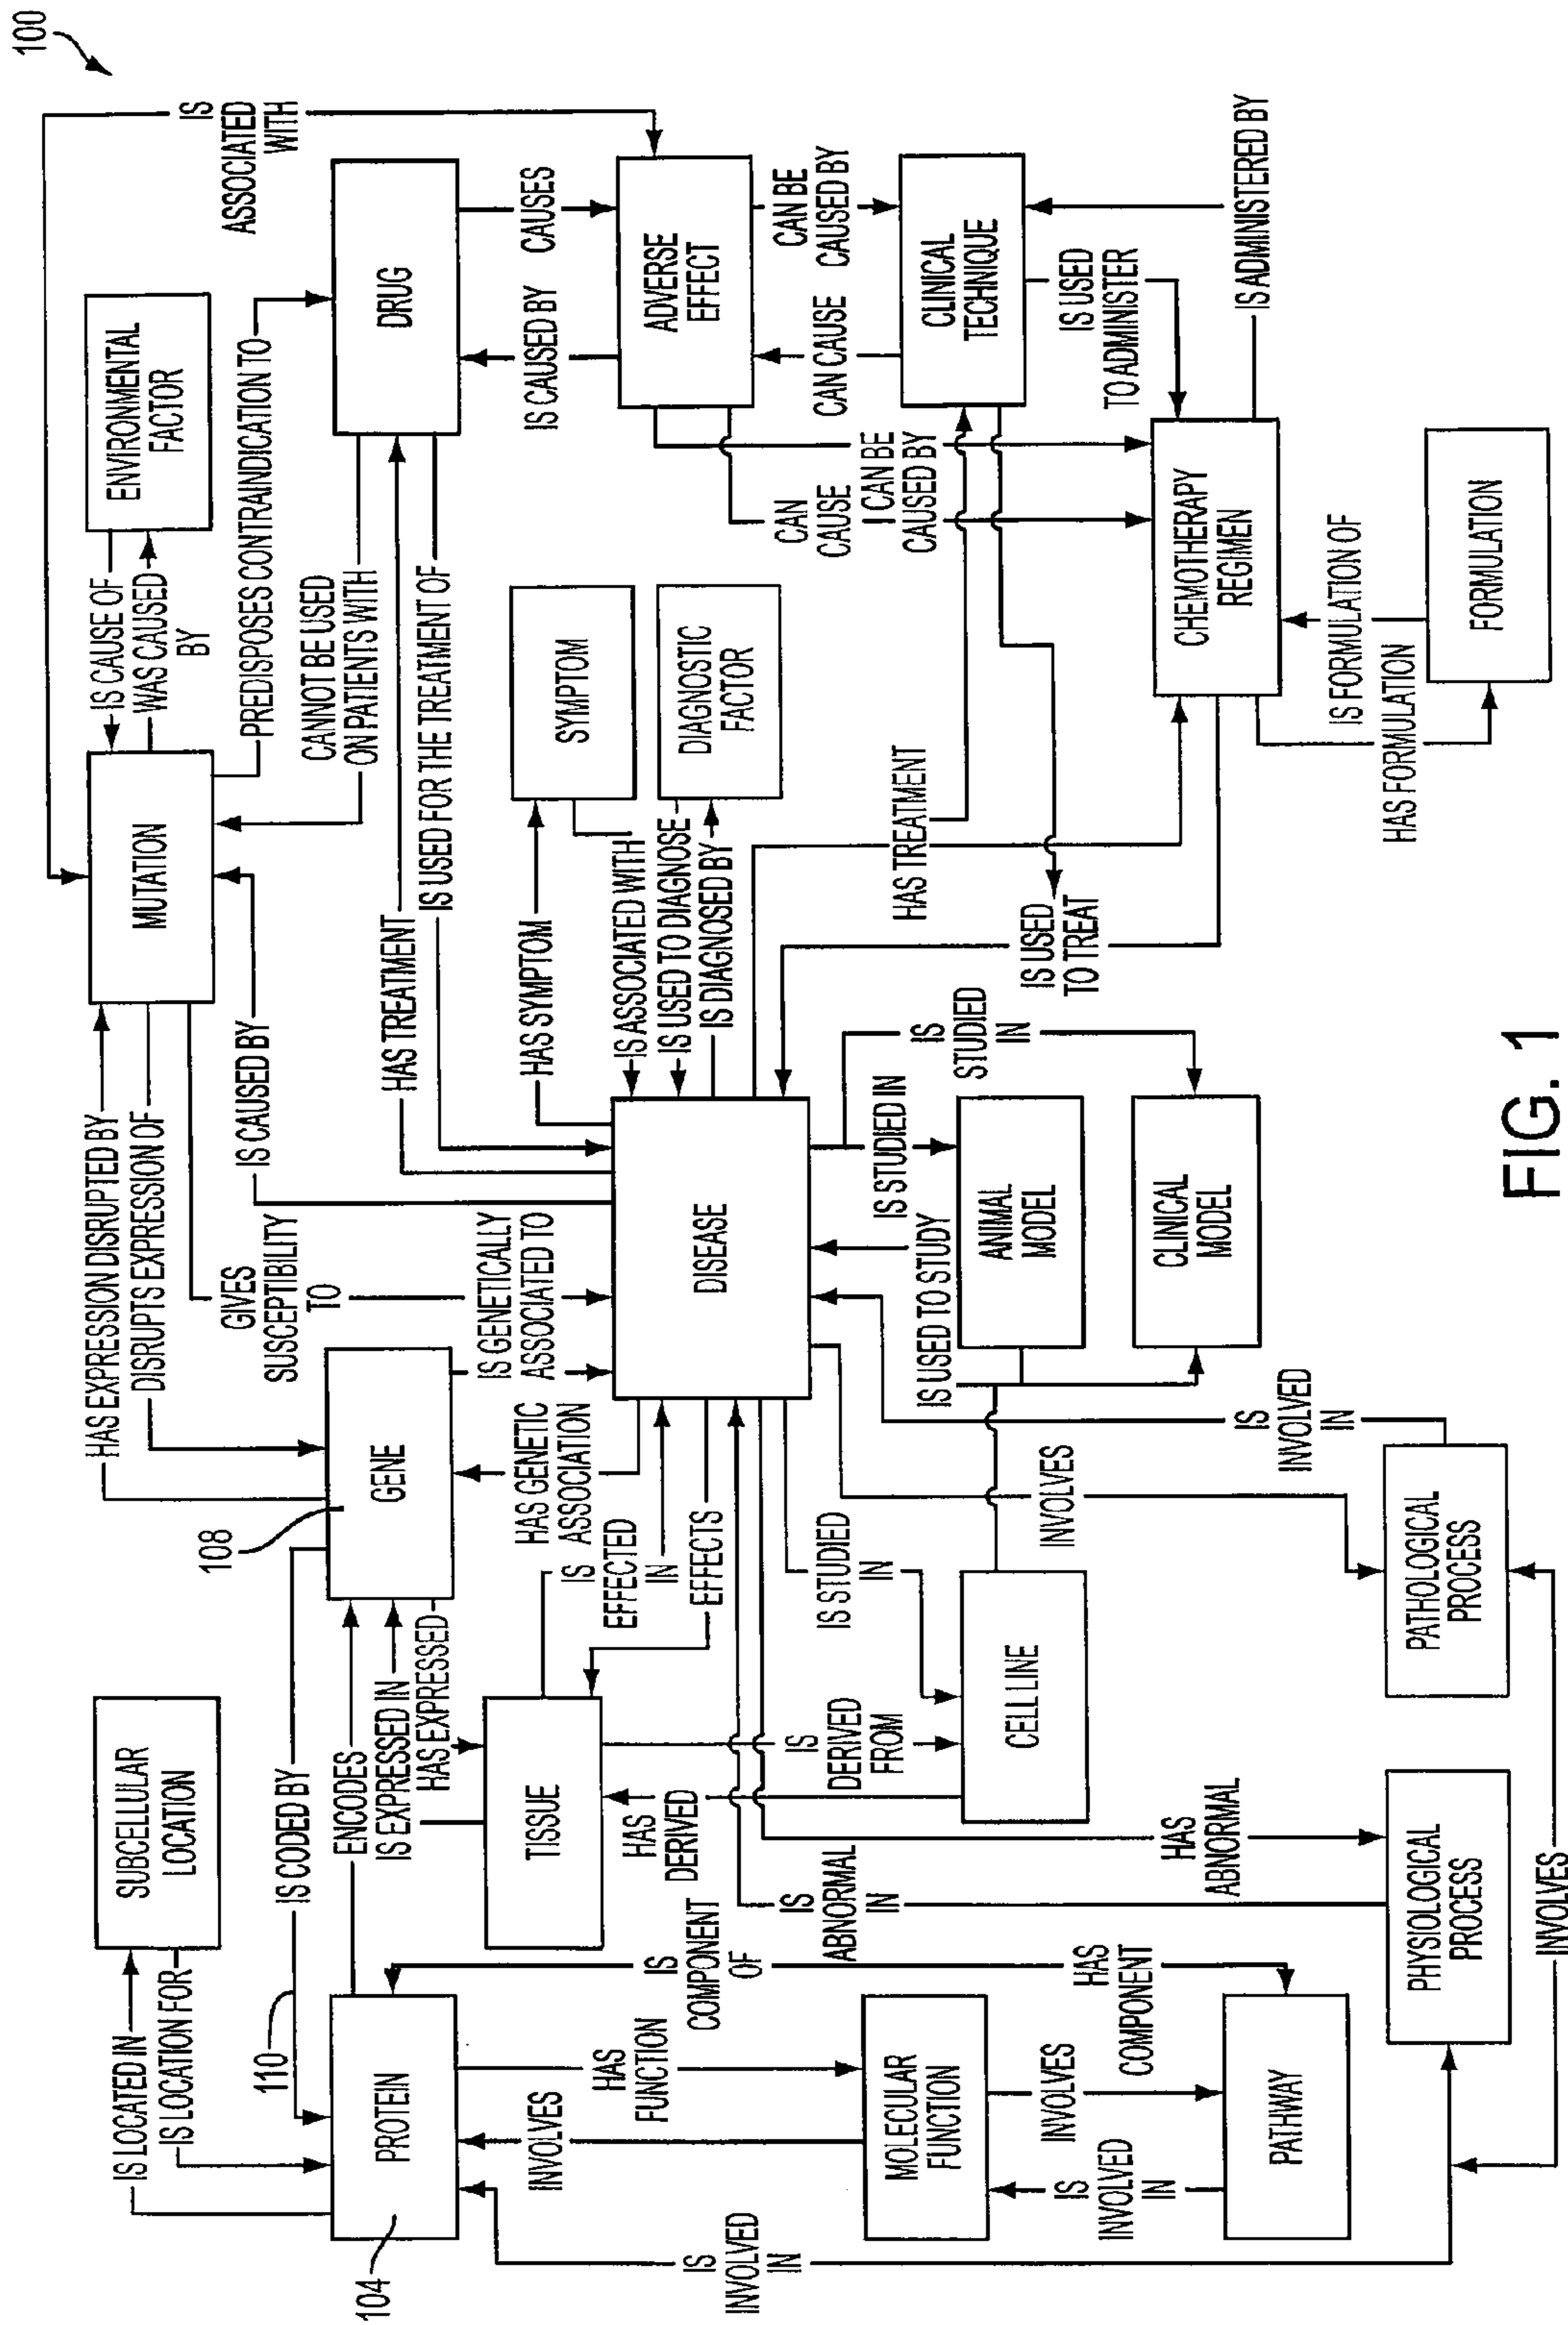 100
SUBCELLULAR
LOCATION
IS LOCATED IN
IS LOCATION FOR
110
IS CODED BY
ENCODES
IS EXPRESSED IN
HAS EXPRESSED
108
GENE
HAS EXPRESSION DISRUPTED BY
DISRUPTS EXPRESSION OF
GIVES
SUSCEPTIBILITY
TO
IS CAUSED BY
MUTATION
IS CAUSE OF
WAS CAUSED
BY
ENVIRONMENTAL
FACTOR
PREDISPOSES CONTRAINDICATION TO
CANNOT BE USED
ON PATIENTS WITH
IS
ASSOCIATED
WITH
DRUG
HAS TREATMENT
IS USED FOR THE TREATMENT OF
IS CAUSED BY
CAUSES
104
PROTEIN
TISSUE
IS GENETICALLY
ASSOCIATED TO
HAS GENETIC
ASSOCIATION
IS
EFFECTED
IN
EFFECTS
HAS SYMPTOM
SYMPTOM
IS ASSOCIATED WITH
IS USED TO DIAGNOSE
IS DIAGNOSED BY
DIAGNOSTIC
FACTOR
ADVERSE
EFFECT
INVOLVES
HAS
FUNCTION
IS
COMPONENT
OF
HAS
DERIVED
IS
DERIVED
FROM
IS STUDIED
IN
DISEASE
CAN
CAUSE
CAN BE
CAUSED BY
CAN CAUSE
CAN BE
CAUSED BY
IS
INVOLVED
IN
MOLECULAR
FUNCTION
IS
ABNORMAL
IN
CELL LINE
IS USED TO STUDY
IS STUDIED IN
IS
STUDIED
IN
HAS TREATMENT
CLINICAL
TECHNIQUE
IS
INVOLVED
IN
INVOLVES
HAS
COMPONENT
HAS
ABNORMAL
INVOLVES
ANIMAL
MODEL
CLINICAL
MODEL
IS USED
TO TREAT
IS USED
TO ADMINISTER
IS ADMINISTERED BY
PATHWAY
IS
INVOLVED
IN
CHEMOTHERAPY
REGIMEN
PHYSIOLOGICAL
PROCESS
PATHOLOGICAL
PROCESS
IS FORMULATION OF
HAS FORMULATION
FORMULATION
INVOLVES
FIG. 1